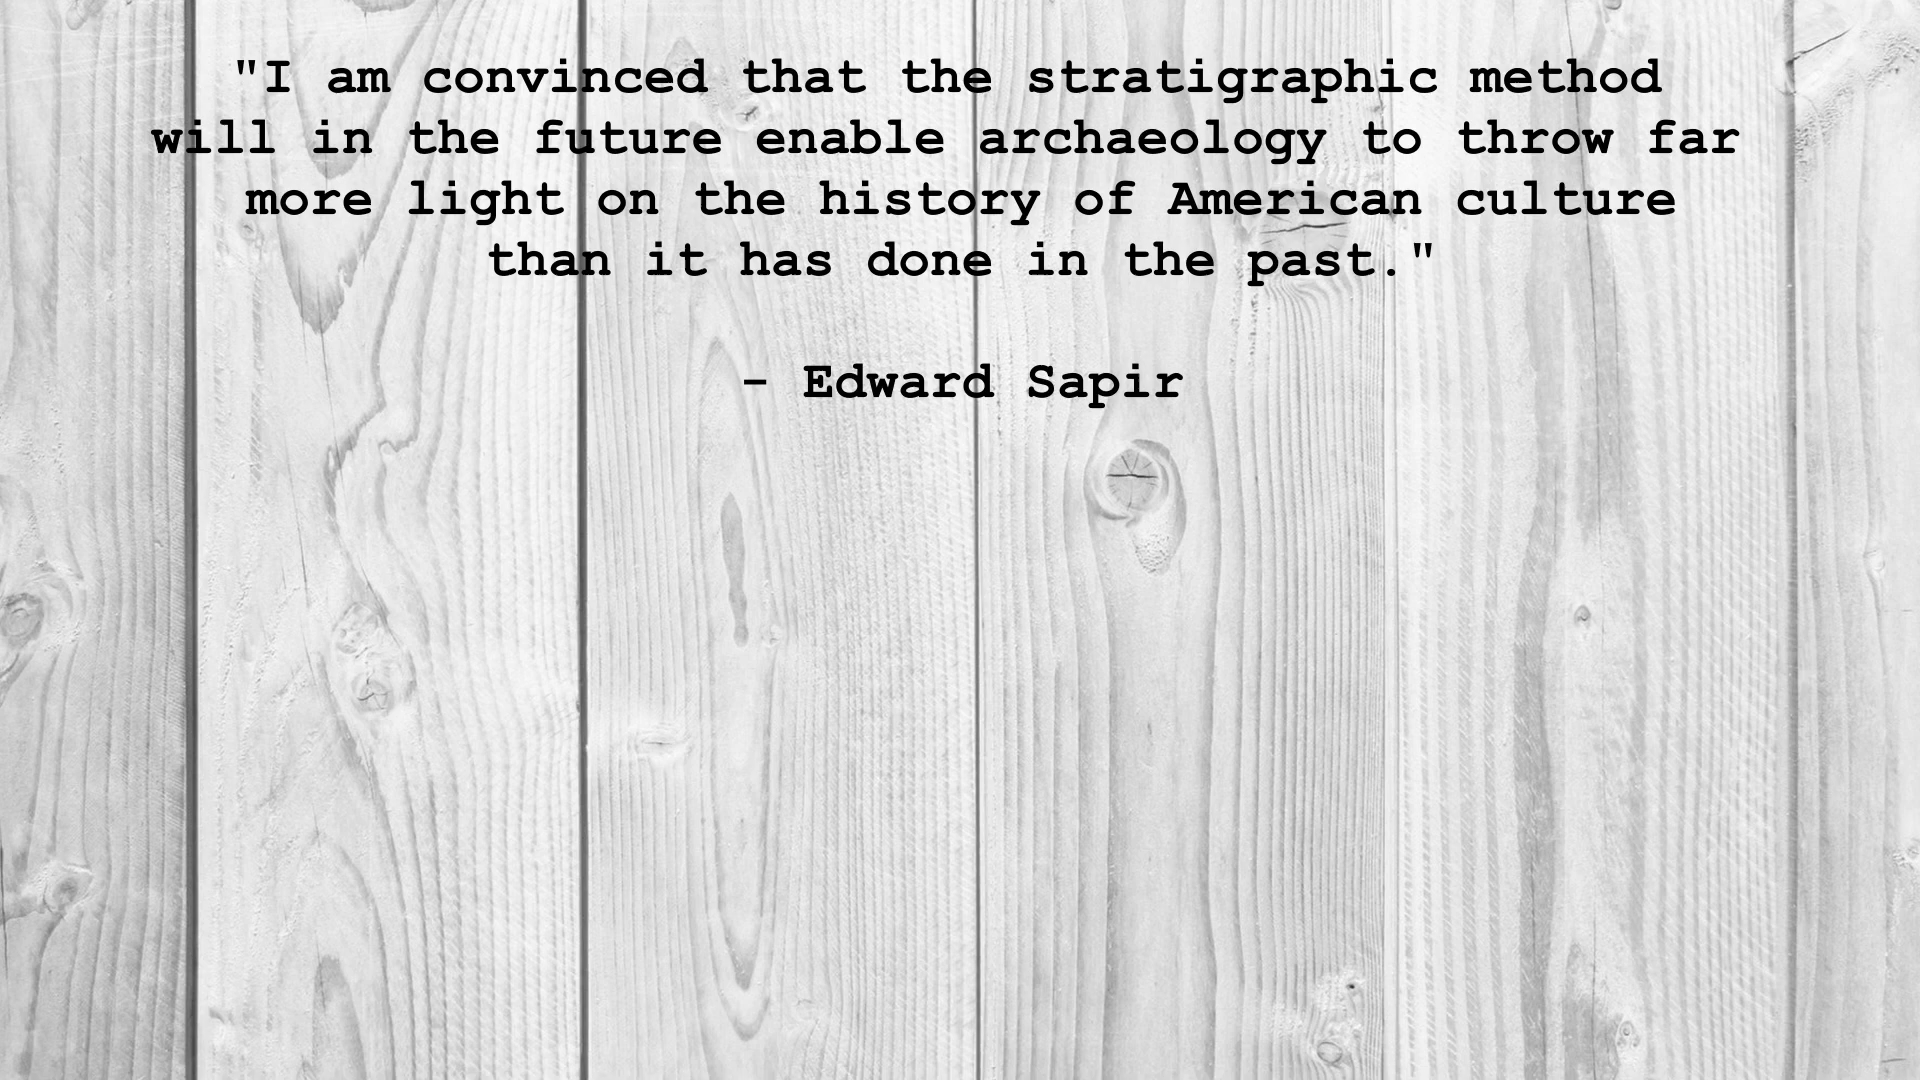 "I am convinced that the stratigraphic method
will in the future enable archaeology to throw far
more light on the history of American culture
than it has done in the past."
- Edward Sapir